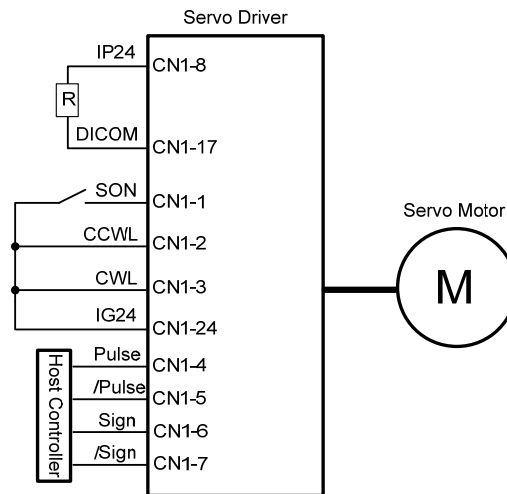 Servo Driver
IP24
CN1-8
R
DICOM
CN1-17
SON
CN1-1
CCWL
CN1-2
CWL
CN1-3
IG24
CN1-24
Servo Motor
M
Host Controller
Pulse
CN1-4
/Pulse
CN1-5
Sign
CN1-6
/Sign
CN1-7